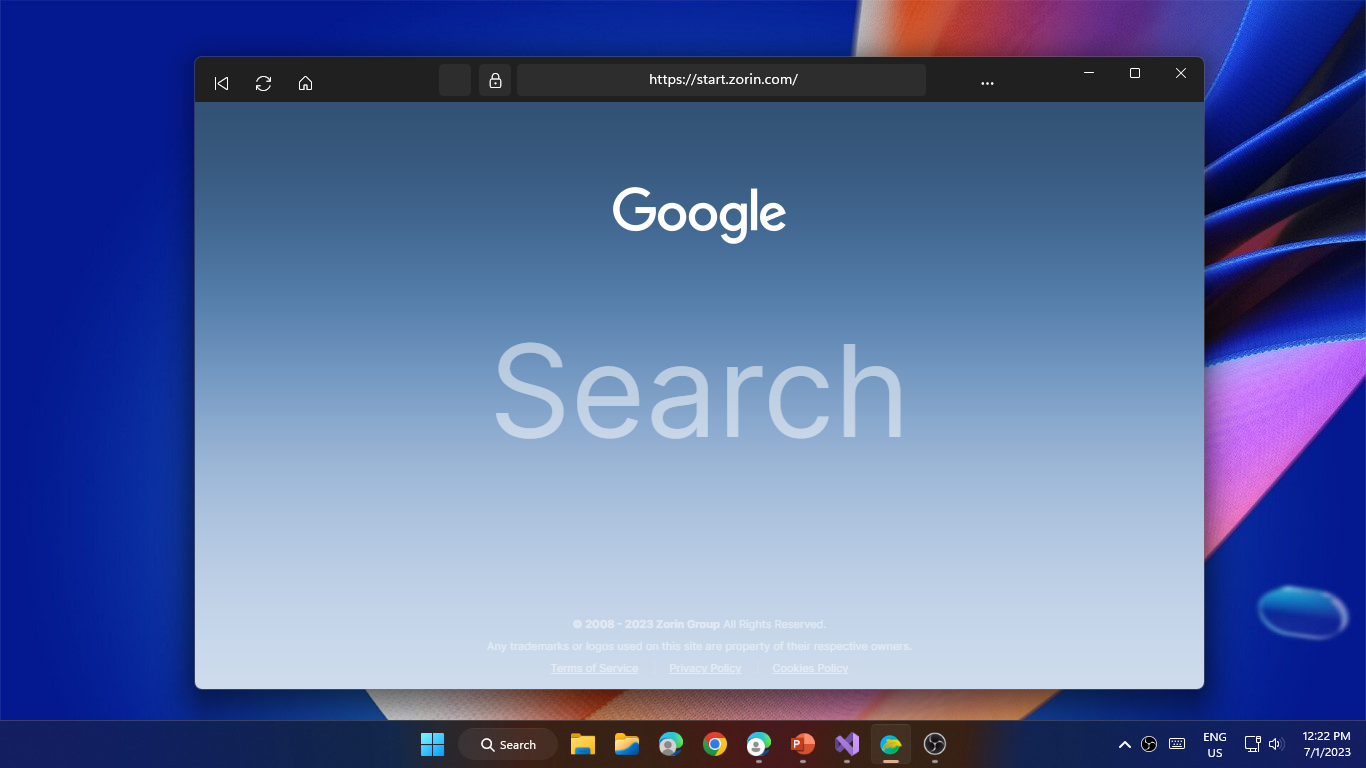 https://start.zorin.com/
...
Google
Search
© 2008 - 2023 Zorin Group All Rights Reserved.
Any trademarks or logos used on this site are property of their respective owners.
Terms of Service | Privacy Policy | Cookies Policy
Search
P
ENG
US
12:22 PM
7/1/2023